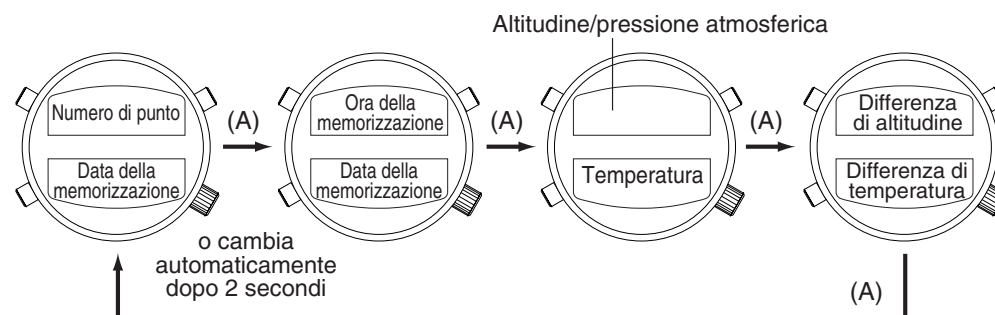 Altitudine/pressione atmosferica
Numero di punto
Data della
memorizzazione
(A)
Ora della
memorizzazione
Data della
memorizzazione
(A)
Temperatura
(A)
Differenza
di altitudine
Differenza di
temperatura
o cambia
automaticamente
dopo 2 secondi
(A)